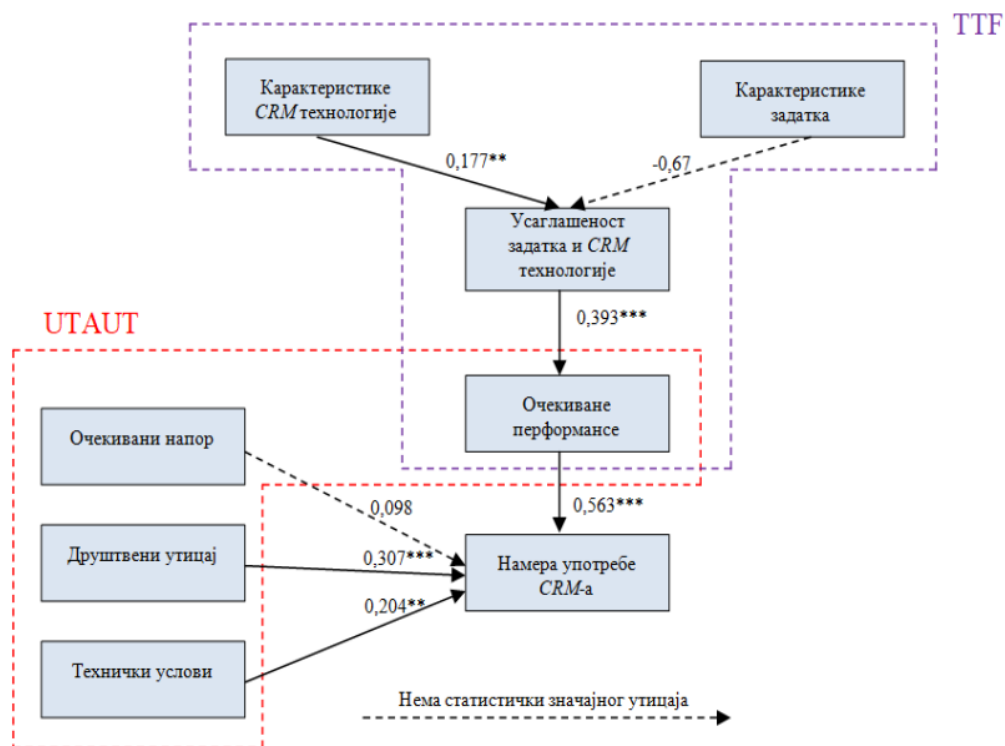 TTF
Карактеристике
CRM технологије
Карактеристике
задатка
0,177**
-0,67
Усаглашеност
задатка и CRM
технологије
0,393***
UTAUT
Очекиване
перформансе
Очекивани напор
0,098
0,563***
Друштвени утицај
0,307***
Намера употребе
CRM-а
0,204**
Технички услови
Нема статистички значајног утицаја